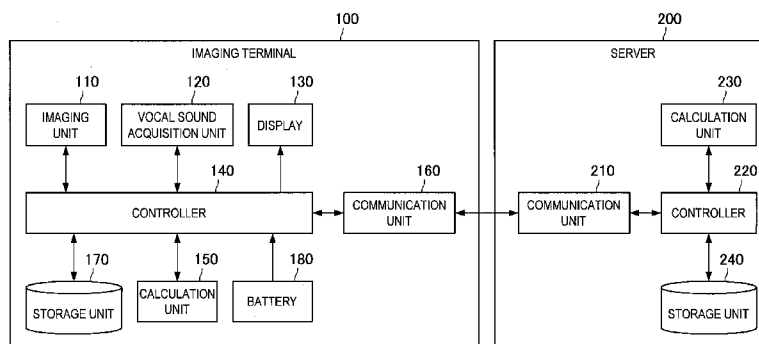 100
200
IMAGING TERMINAL
SERVER
110
120
130
230
IMAGING
UNIT
VOCAL SOUND
ACQUISITION UNIT
DISPLAY
CALCULATION
UNIT
140
160
210
220
CONTROLLER
COMMUNICATION
UNIT
COMMUNICATION
UNIT
CONTROLLER
170
150
180
240
STORAGE UNIT
CALCULATION
UNIT
BATTERY
STORAGE UNIT